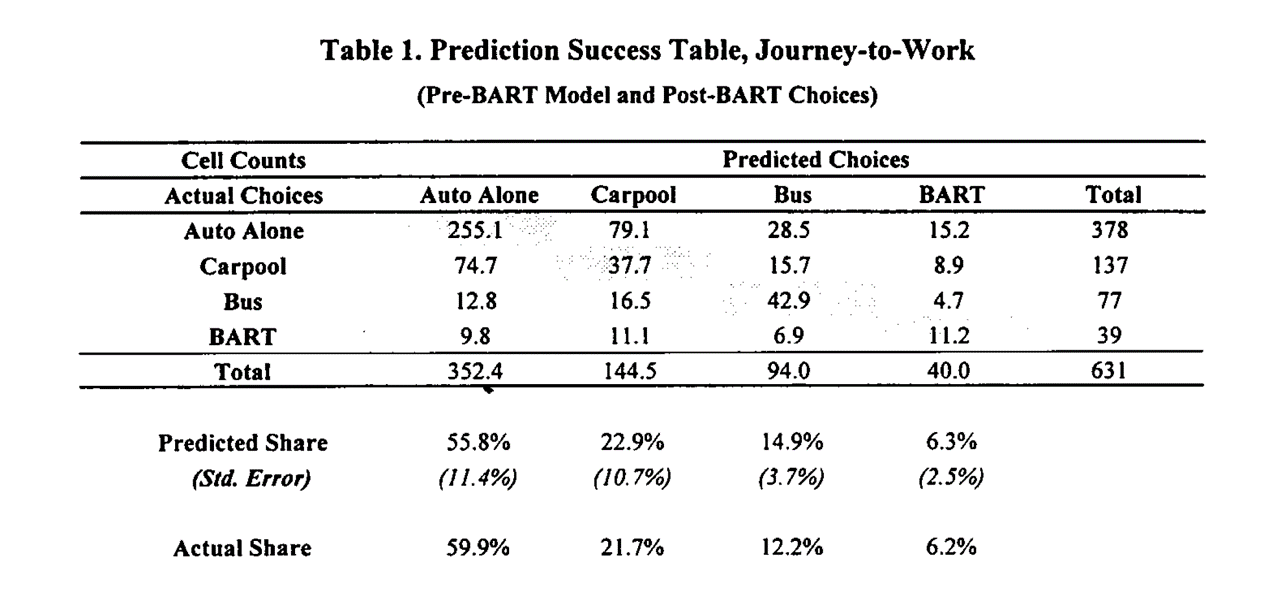 Table 1. Prediction Success Table, Journey-to-Work
(Pre-BART Model and Post-BART Choices)
Cell Counts Predicted Choices
Actual Choices Auto Alone Carpool Bus BART Total
Auto Alone 255.1 79.1 28.5 15.2 378
Carpool 74.7 37.7 15.7 8.9 137
Bus 12.8 16.5 42.9 4.7 77
BART 9.8 11.1 6.9 11.2 39
Total 352.4 144.5 94.0 40.0 631
Predicted Share 55.8% 22.9% 14.9% 6.3%
(Std. Error) (11.4%) (10.7%) (3.7%) (2.5%)
Actual Share 59.9% 21.7% 12.2% 6.2%